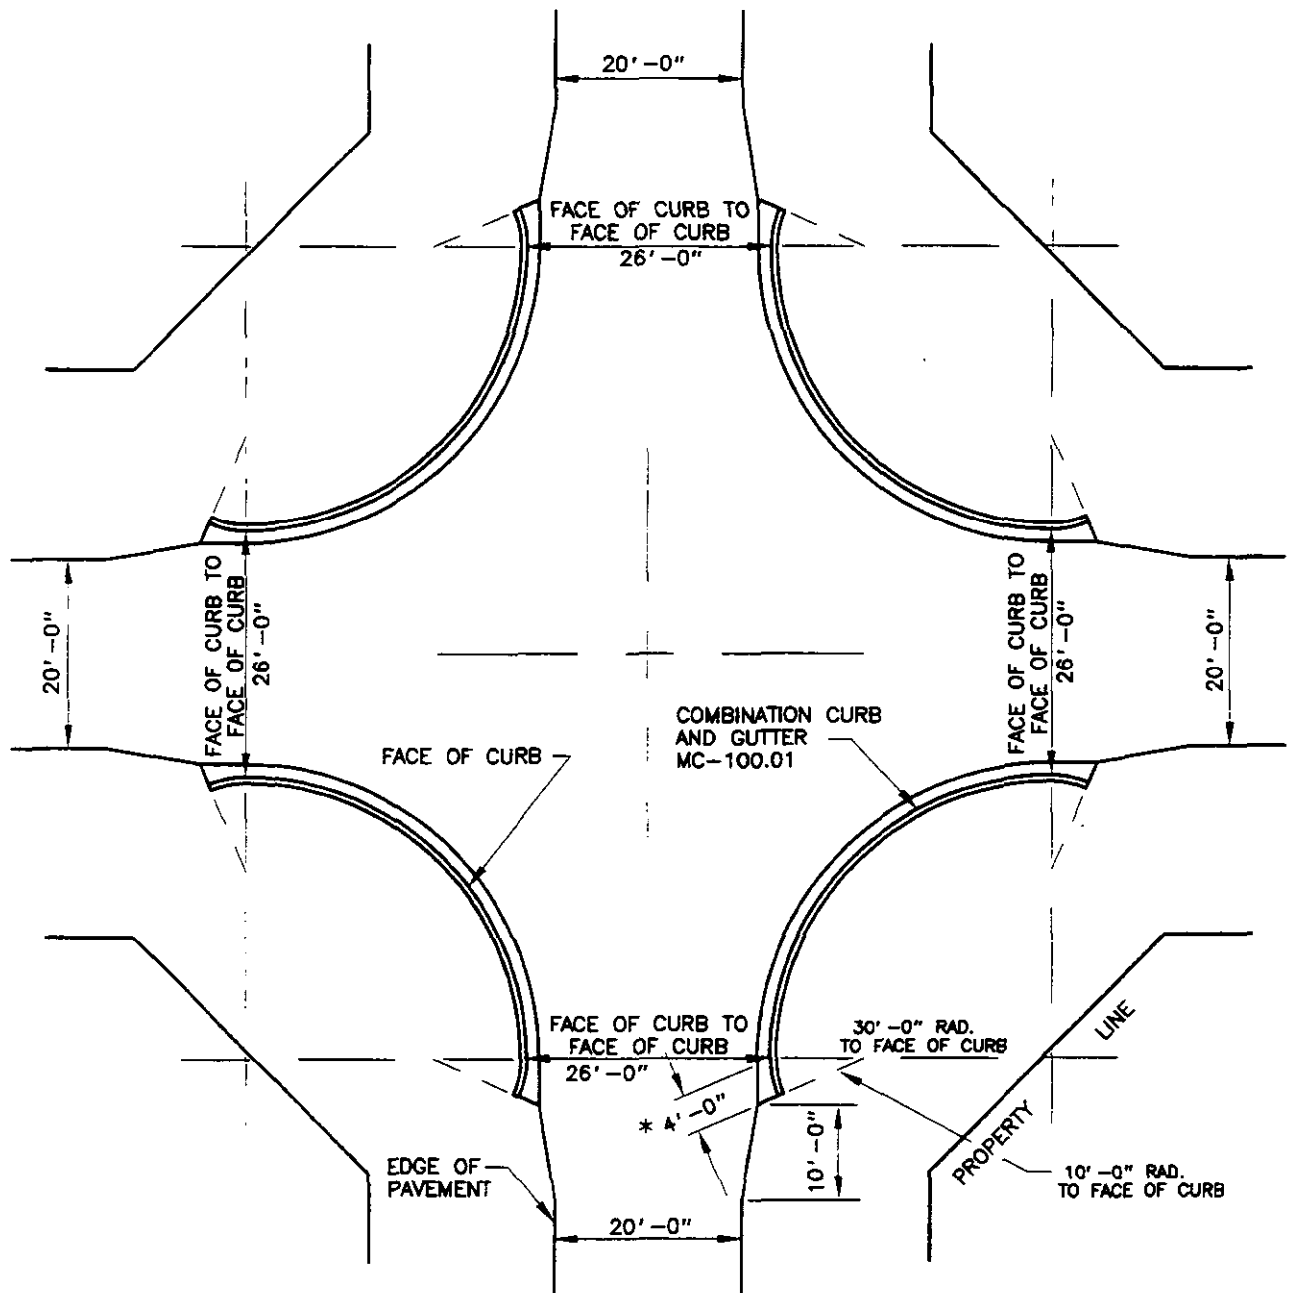 20'-0"
FACE OF CURB TO
FACE OF CURB
26'-0"
20'-0"
FACE OF CURB TO
FACE OF CURB
26'-0"
FACE OF CURB TO
FACE OF CURB
26'-0"
20'-0"
COMBINATION CURB
AND GUTTER
MC-100.01
FACE OF CURB
FACE OF CURB TO
FACE OF CURB
26'-0"
30'-0" RAD.
TO FACE OF CURB
* 4'-0"
10'-0"
PROPERTY LINE
EDGE OF
PAVEMENT
10'-0" RAD.
TO FACE OF CURB
20'-0"